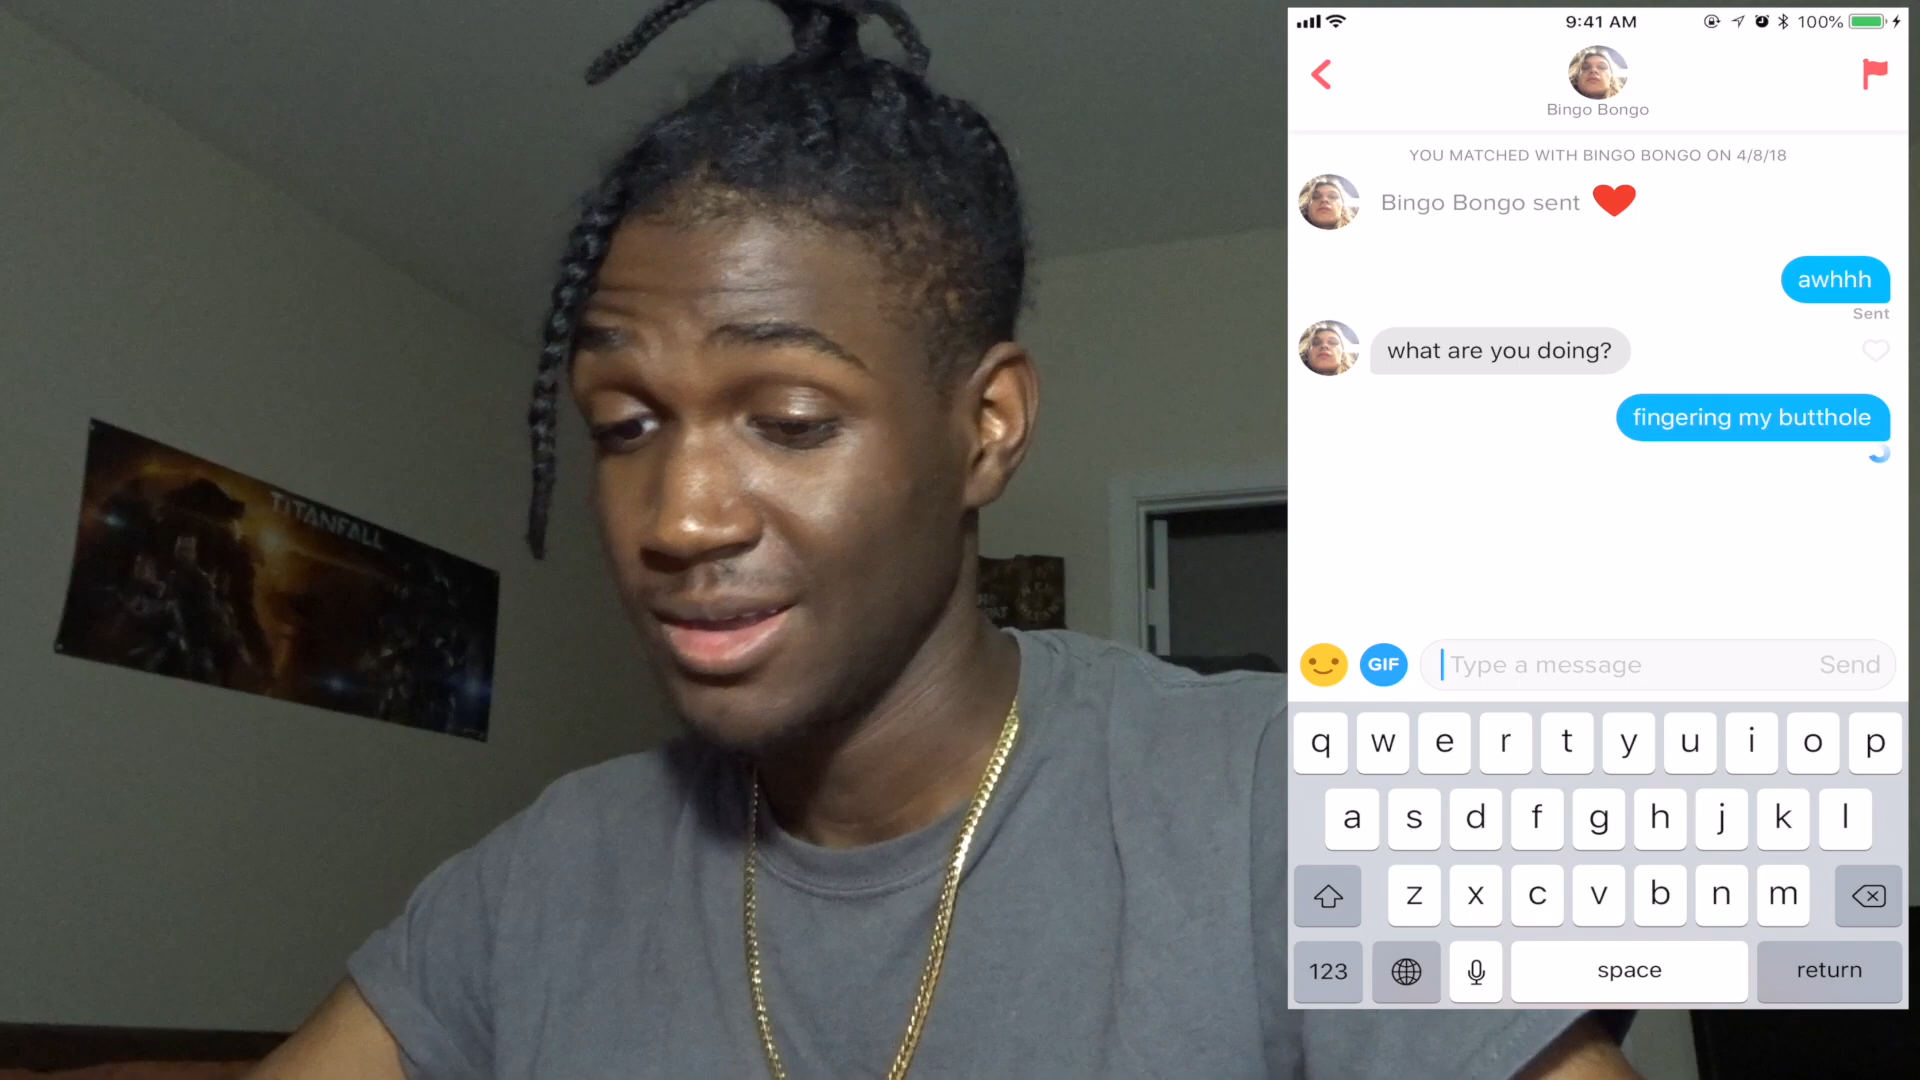 TITANFALL
9:41 AM
100%
Bingo Bongo
YOU MATCHED WITH BINGO BONGO ON 4/8/18
Bingo Bongo sent
awhhh
Sent
what are you doing?
fingering my butthole
GIF
Type a message
Send
q w e r t y u i o p
a s d f g h j k l
z x c v b n m
123
space
return